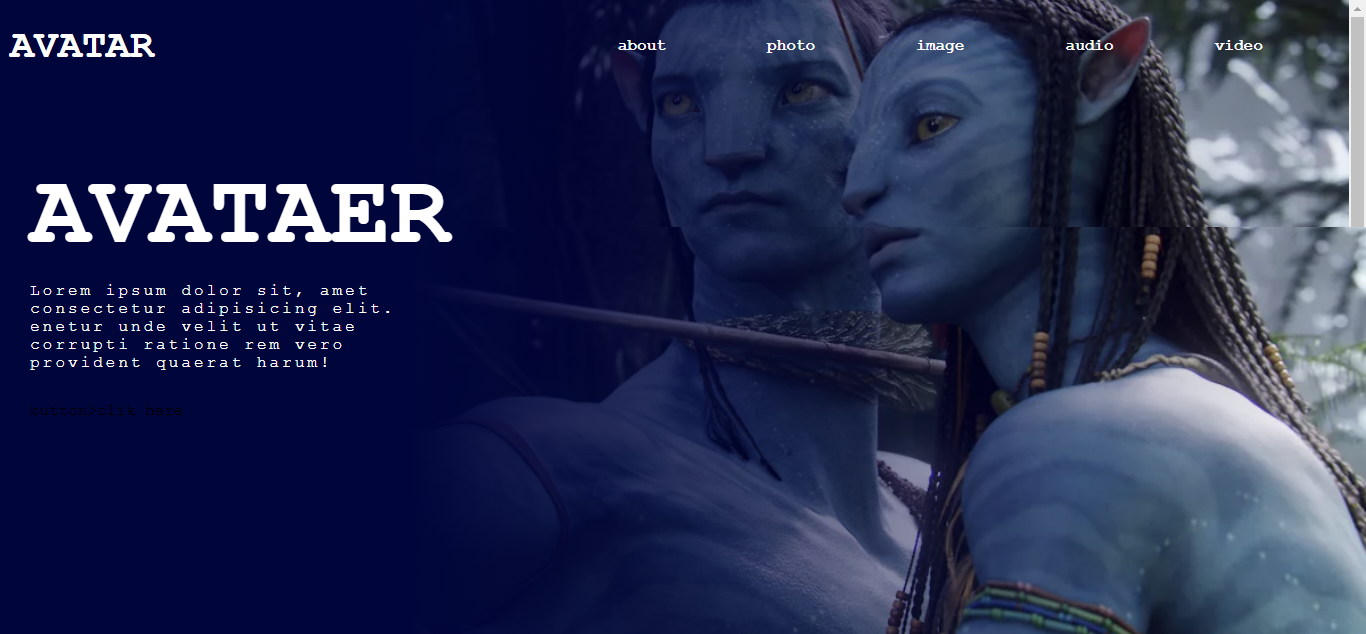 AVATAR
about photo image audio video
AVATAER
Lorem ipsum dolor sit, amet
consectetur adipisicing elit.
enetur unde velit ut vitae
corrupti ratione rem vero
provident quaerat harum!
button>clik here